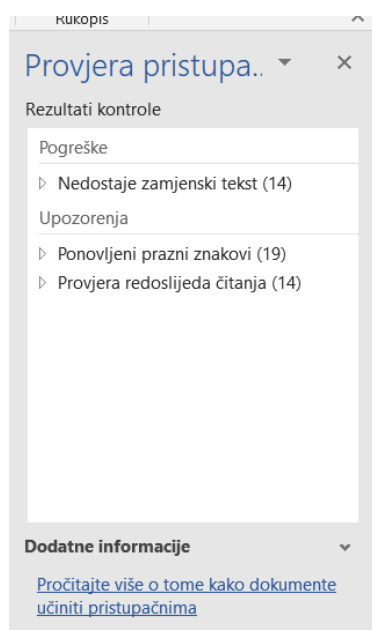 Rukopis
Provjera pristupa..
Rezultati kontrole
Pogreške
Nedostaje zamjenski tekst (14)
Upozorenja
Ponovljeni prazni znakovi (19)
Provjera redoslijeda čitanja (14)
Dodatne informacije
Pročitajte više o tome kako dokumente
učiniti pristupačnima